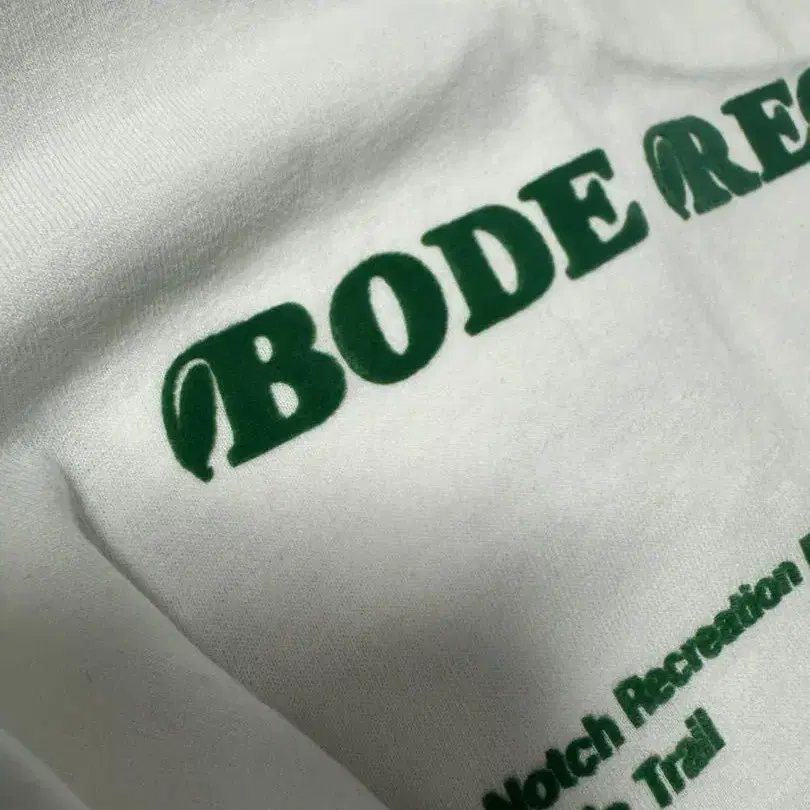 BODE REC
Notch Recreation
Trail